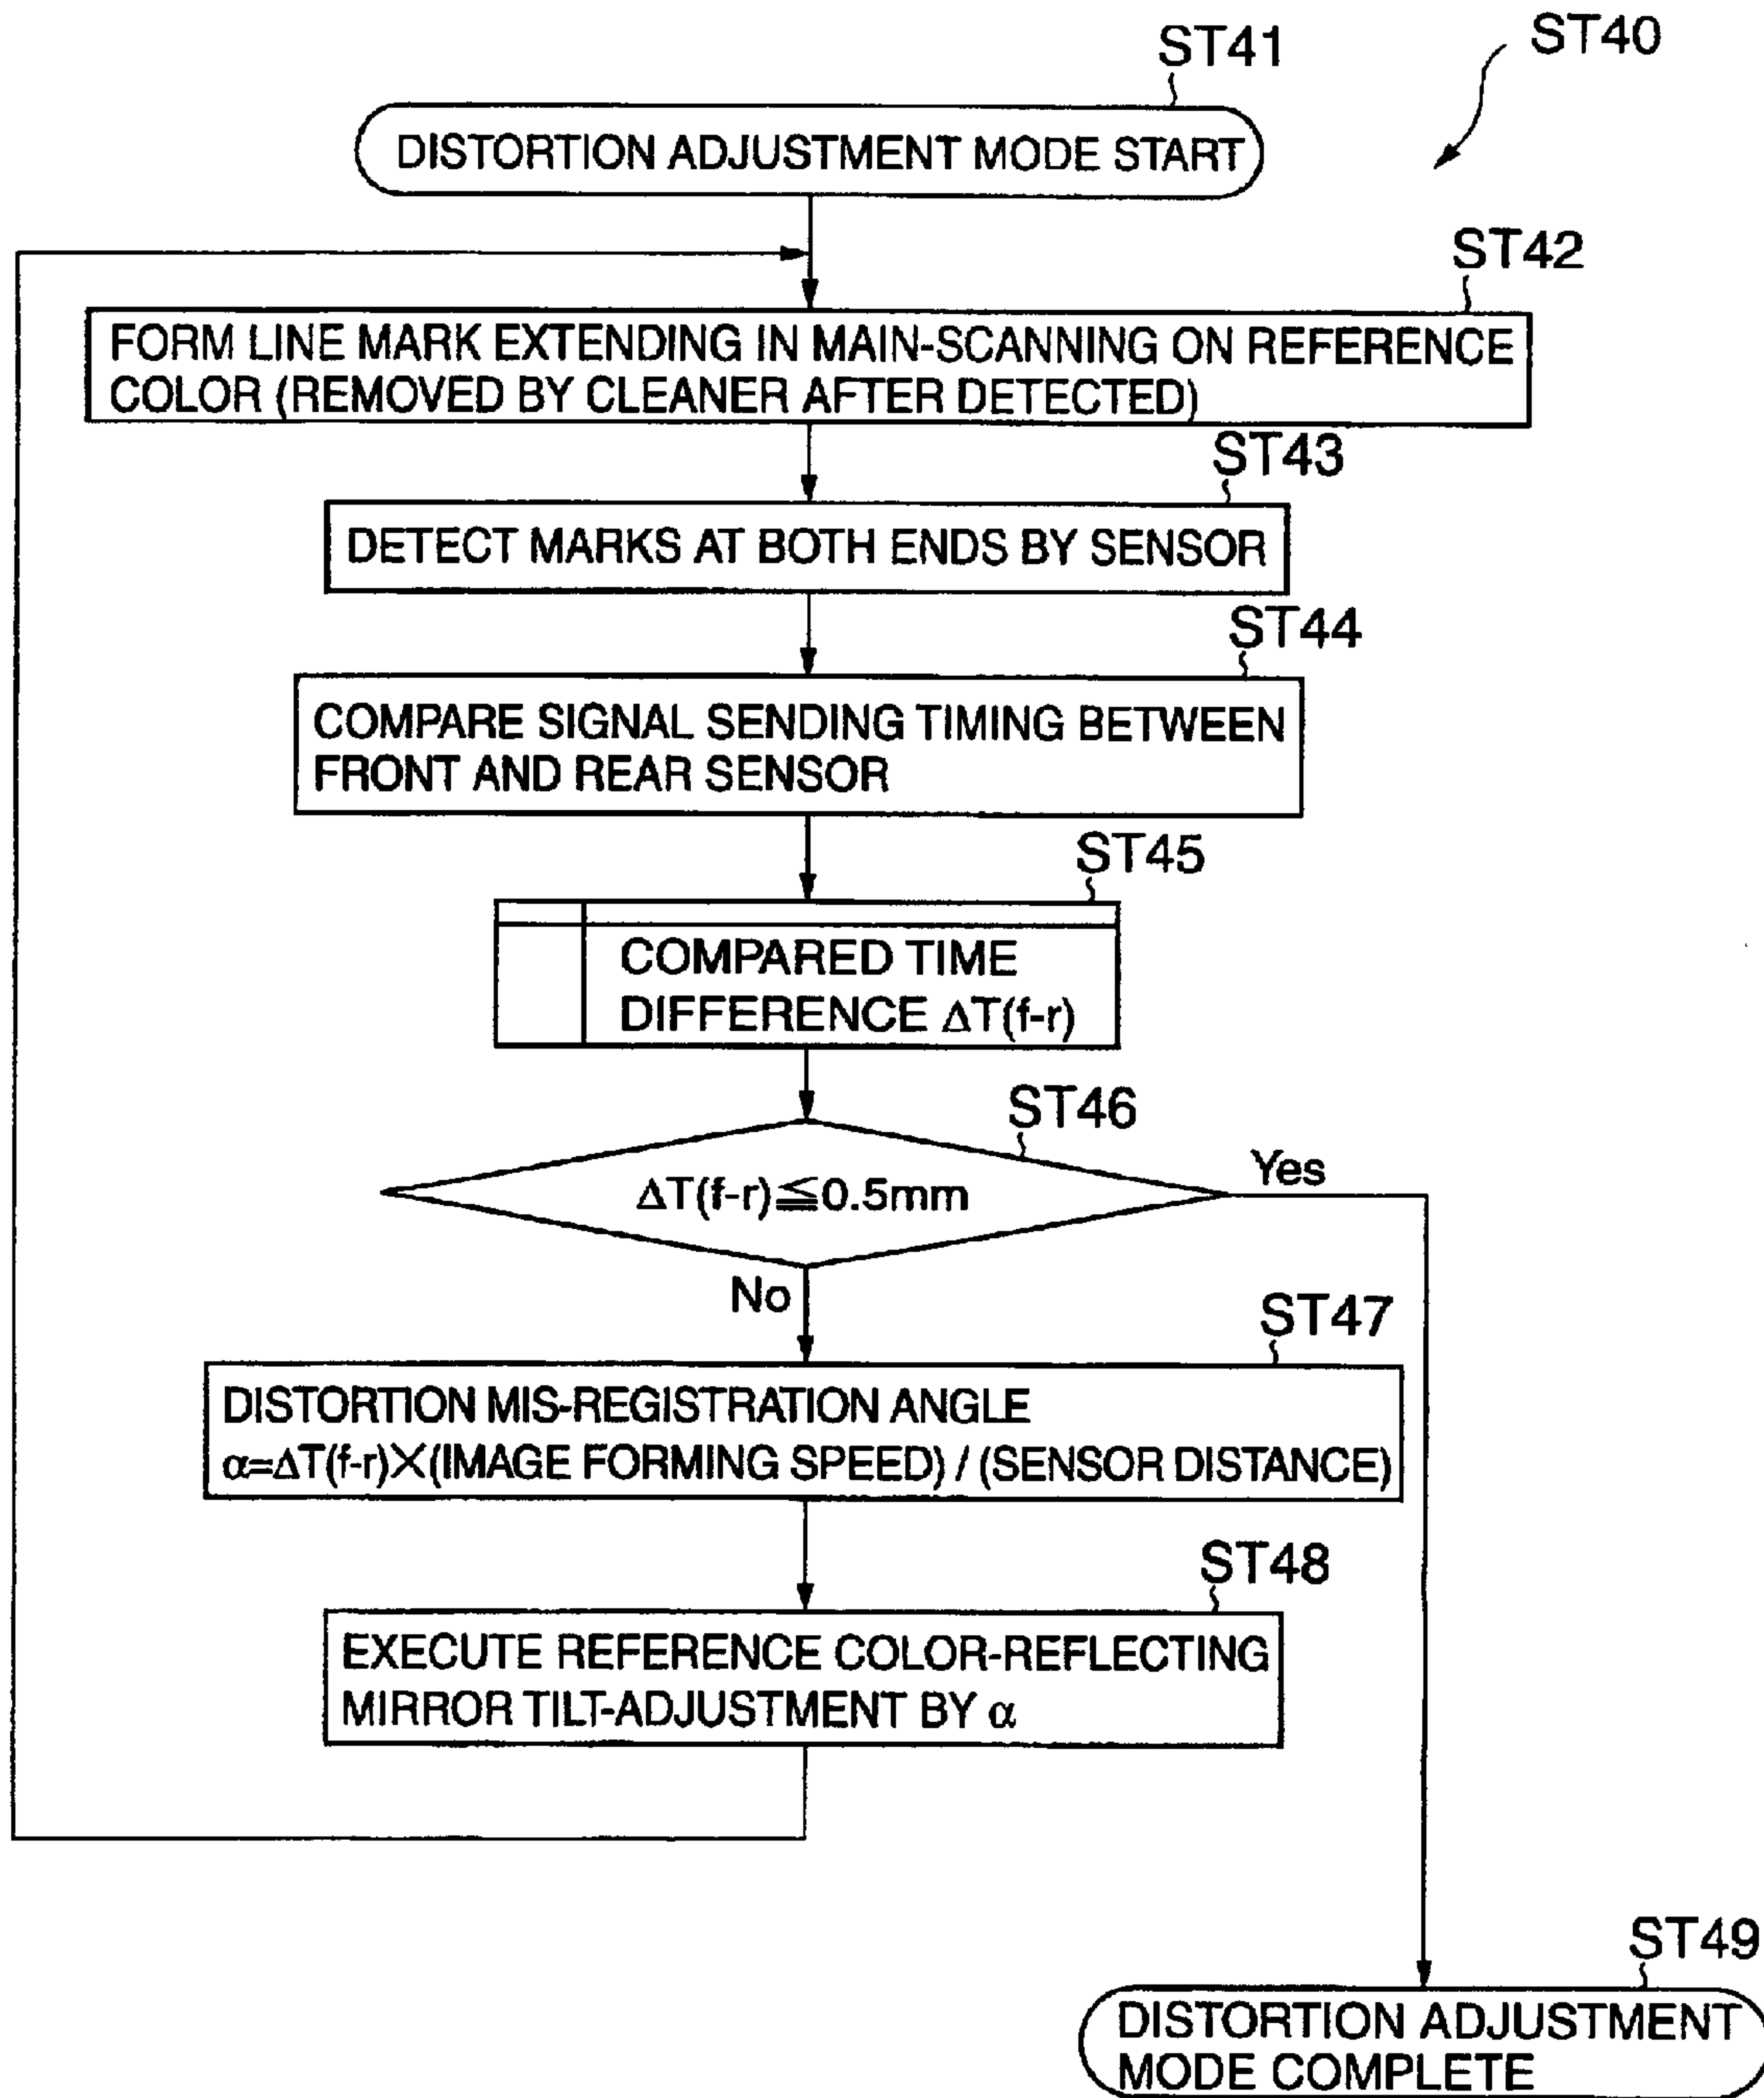 ST40
ST41
DISTORTION ADJUSTMENT MODE START
ST42
FORM LINE MARK EXTENDING IN MAIN-SCANNING ON REFERENCE
COLOR (REMOVED BY CLEANER AFTER DETECTED)
ST43
DETECT MARKS AT BOTH ENDS BY SENSOR
ST44
COMPARE SIGNAL SENDING TIMING BETWEEN
FRONT AND REAR SENSOR
ST45
COMPARED TIME
DIFFERENCE ΔT(f-r)
ST46
ΔT(f-r)≦0.5mm
Yes
No
ST47
DISTORTION MIS-REGISTRATION ANGLE
α=ΔT(f-r)×(IMAGE FORMING SPEED) / (SENSOR DISTANCE)
ST48
EXECUTE REFERENCE COLOR-REFLECTING
MIRROR TILT-ADJUSTMENT BY α
ST49
DISTORTION ADJUSTMENT
MODE COMPLETE